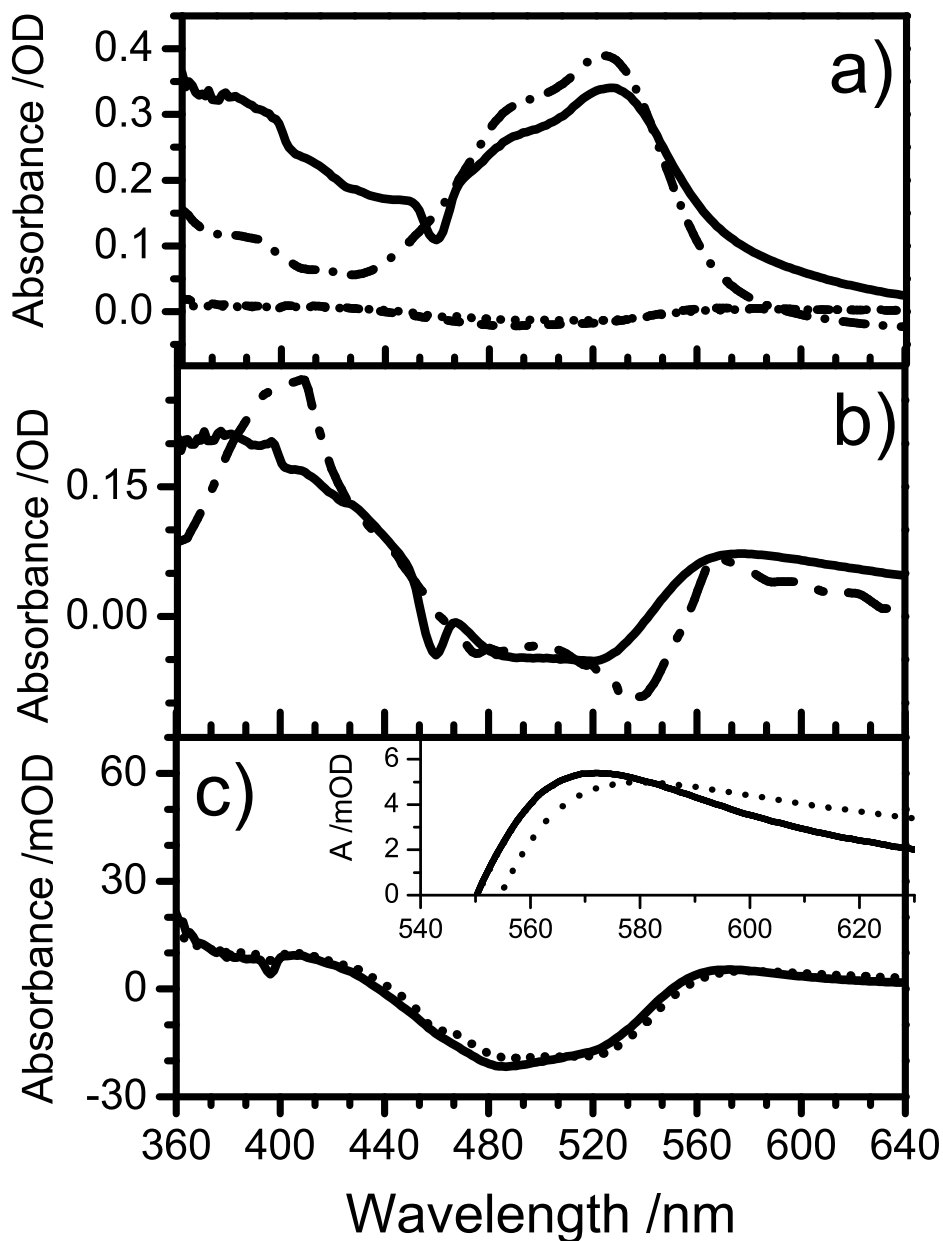 a)
Absorbance /OD
0.4
0.3
0.2
0.1
0.0
b)
Absorbance /OD
0.15
0.00
c)
Absorbance /mOD
60
30
0
-30
A /mOD
6
4
2
0
540 560 580 600 620
360 400 440 480 520 560 600 640
Wavelength /nm